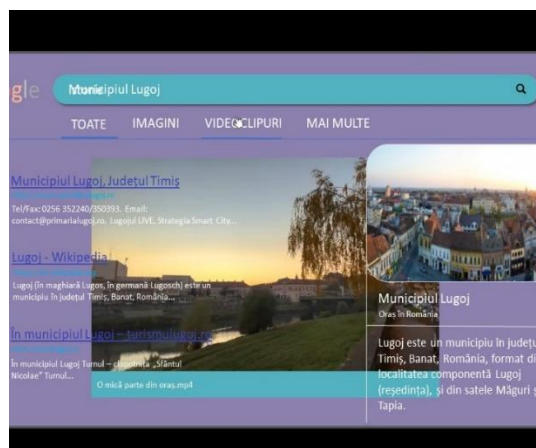 gle
Municipiul Lugoj
TOATE IMAGINI VIDEOCLIPURI MAI MULTE
Municipiul Lugoj, Județul Timiș
Tel/Fax: 0256 352240/350393. Email:
contact@primarialugoj.ro. Lugojul LIVE, Strategia Smart City...
Lugoj - Wikipedia
Lugoj (în maghiară Lugos, în germană Lugosch) este un
municipiu în județul Timiș, Banat, România...
În municipiul Lugoj – turismulugoj.ro
În municipiul Lugoj Turnul – clopotniță „Sfântul
Nicolae” Turnul...
O mică parte din oraș.mp4
Municipiul Lugoj
Oraș în România
Lugoj este un municipiu în județu
Timiș, Banat, România, format di
localitatea componentă Lugoj
(reședința), și din satele Măguri ș
Tapia.